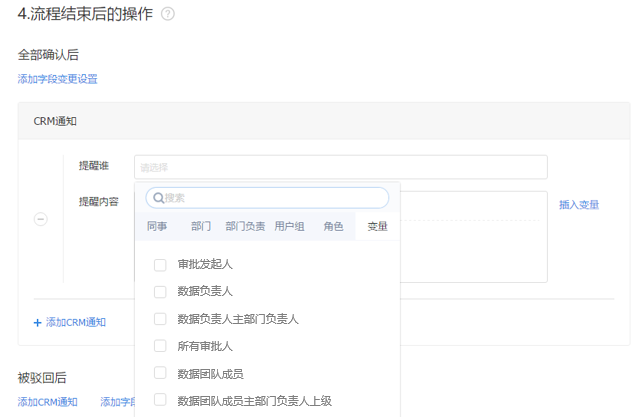 4.流程结束后的操作 ?
全部确认后
添加字段变更设置
CRM通知
提醒谁
请选择
搜索
提醒内容
插入变量
同事 部门 部门负责 用户组 角色 变量
审批发起人
数据负责人
数据负责人主部门负责人
所有审批人
数据团队成员
数据团队成员主部门负责人上级
+ 添加CRM通知
被驳回后
添加CRM通知 添加字